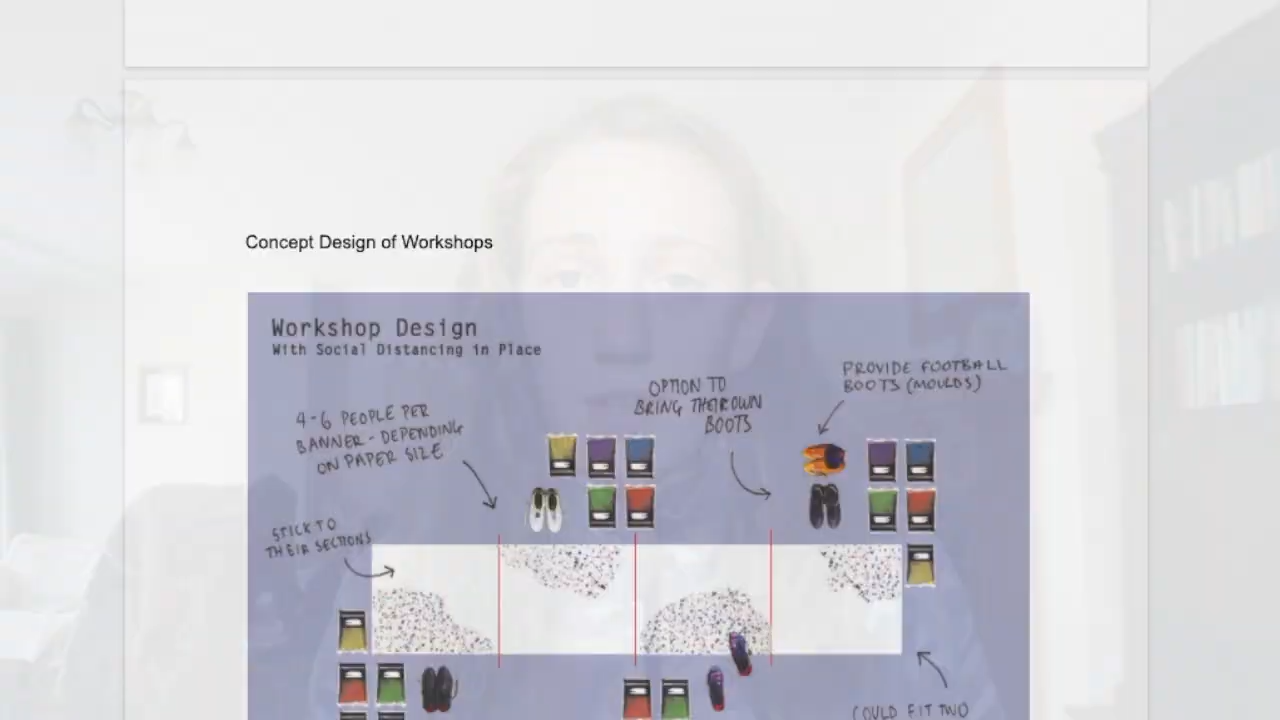 Concept Design of Workshops
Workshop Design
With Social Distancing in Place
PROVIDE FOOTBALL
BOOTS (MOULDS)
OPTION TO
BRING THEIR OWN
BOOTS
4-6 PEOPLE PER
BANNER - DEPENDING
ON PAPER SIZE
STICK TO
THEIR SECTIONS
COULD FIT TWO